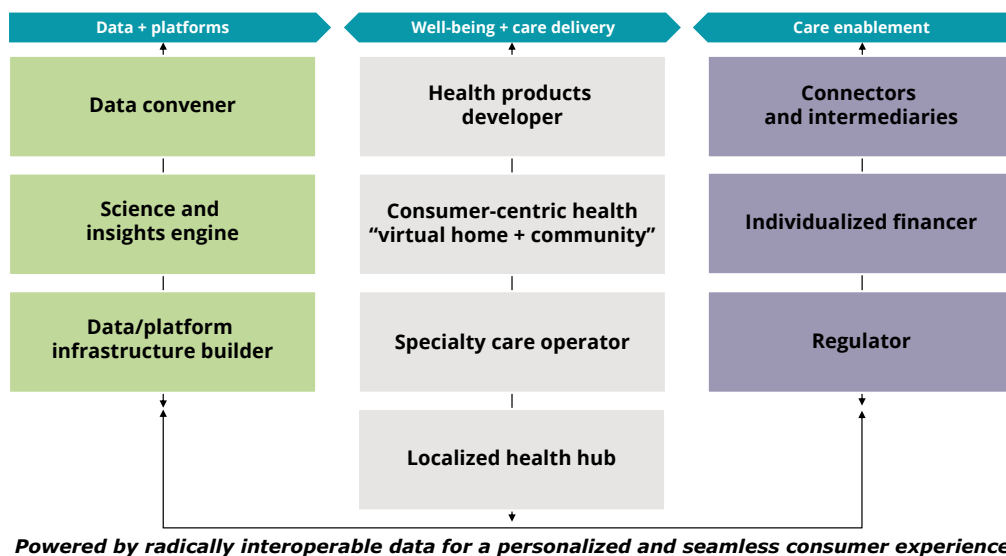 Data + platforms
Well-being + care delivery
Care enablement
Data convener
Science and
insights engine
Data/platform
infrastructure builder
Health products
developer
Consumer-centric health
“virtual home + community”
Specialty care operator
Localized health hub
Connectors
and intermediaries
Individualized financer
Regulator
Powered by radically interoperable data for a personalized and seamless consumer experience